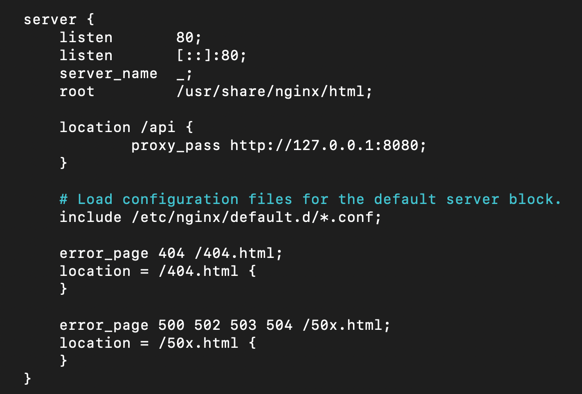 server {
    listen       80;
    listen       [::]:80;
    server_name  _;
    root         /usr/share/nginx/html;

    location /api {
            proxy_pass http://127.0.0.1:8080;
    }

    # Load configuration files for the default server block.
    include /etc/nginx/default.d/*.conf;

    error_page 404 /404.html;
    location = /404.html {
    }

    error_page 500 502 503 504 /50x.html;
    location = /50x.html {
    }
}